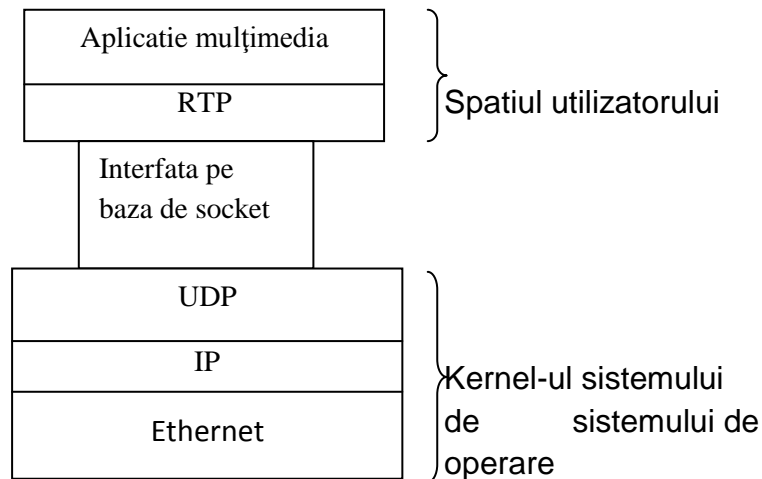 Aplicatie mulţimedia
RTP
Spatiul utilizatorului
Interfata pe
baza de socket
UDP
IP
Ethernet
Kernel-ul sistemului
de sistemului de
operare